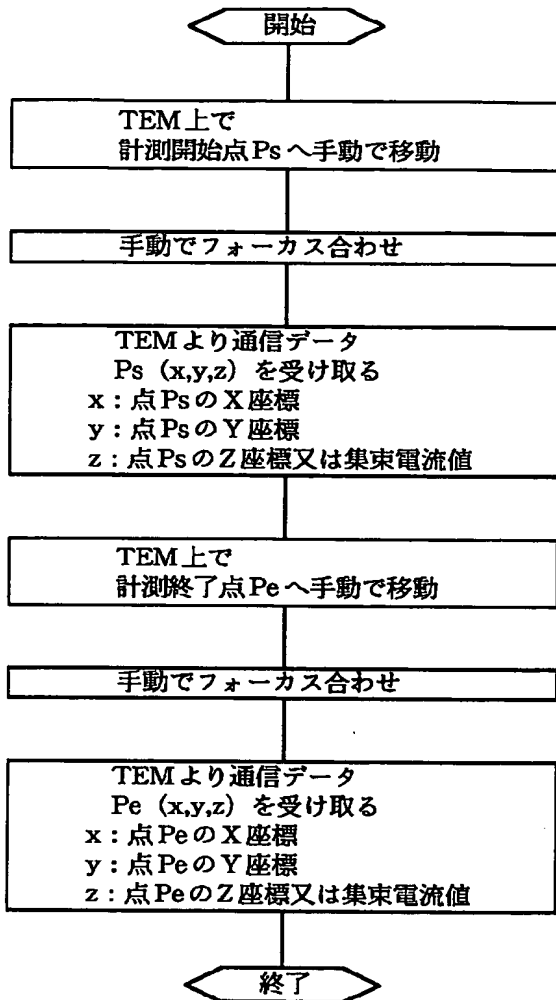 開始
TEM上で
計測開始点Psへ手動で移動
手動でフォーカス合わせ
TEMより通信データ
Ps (x,y,z) を受け取る
x:点PsのX座標
y:点PsのY座標
z:点PsのZ座標又は集束電流値
TEM上で
計測終了点Peへ手動で移動
手動でフォーカス合わせ
TEMより通信データ
Pe (x,y,z) を受け取る
x:点PeのX座標
y:点PeのY座標
z:点PeのZ座標又は集束電流値
終了